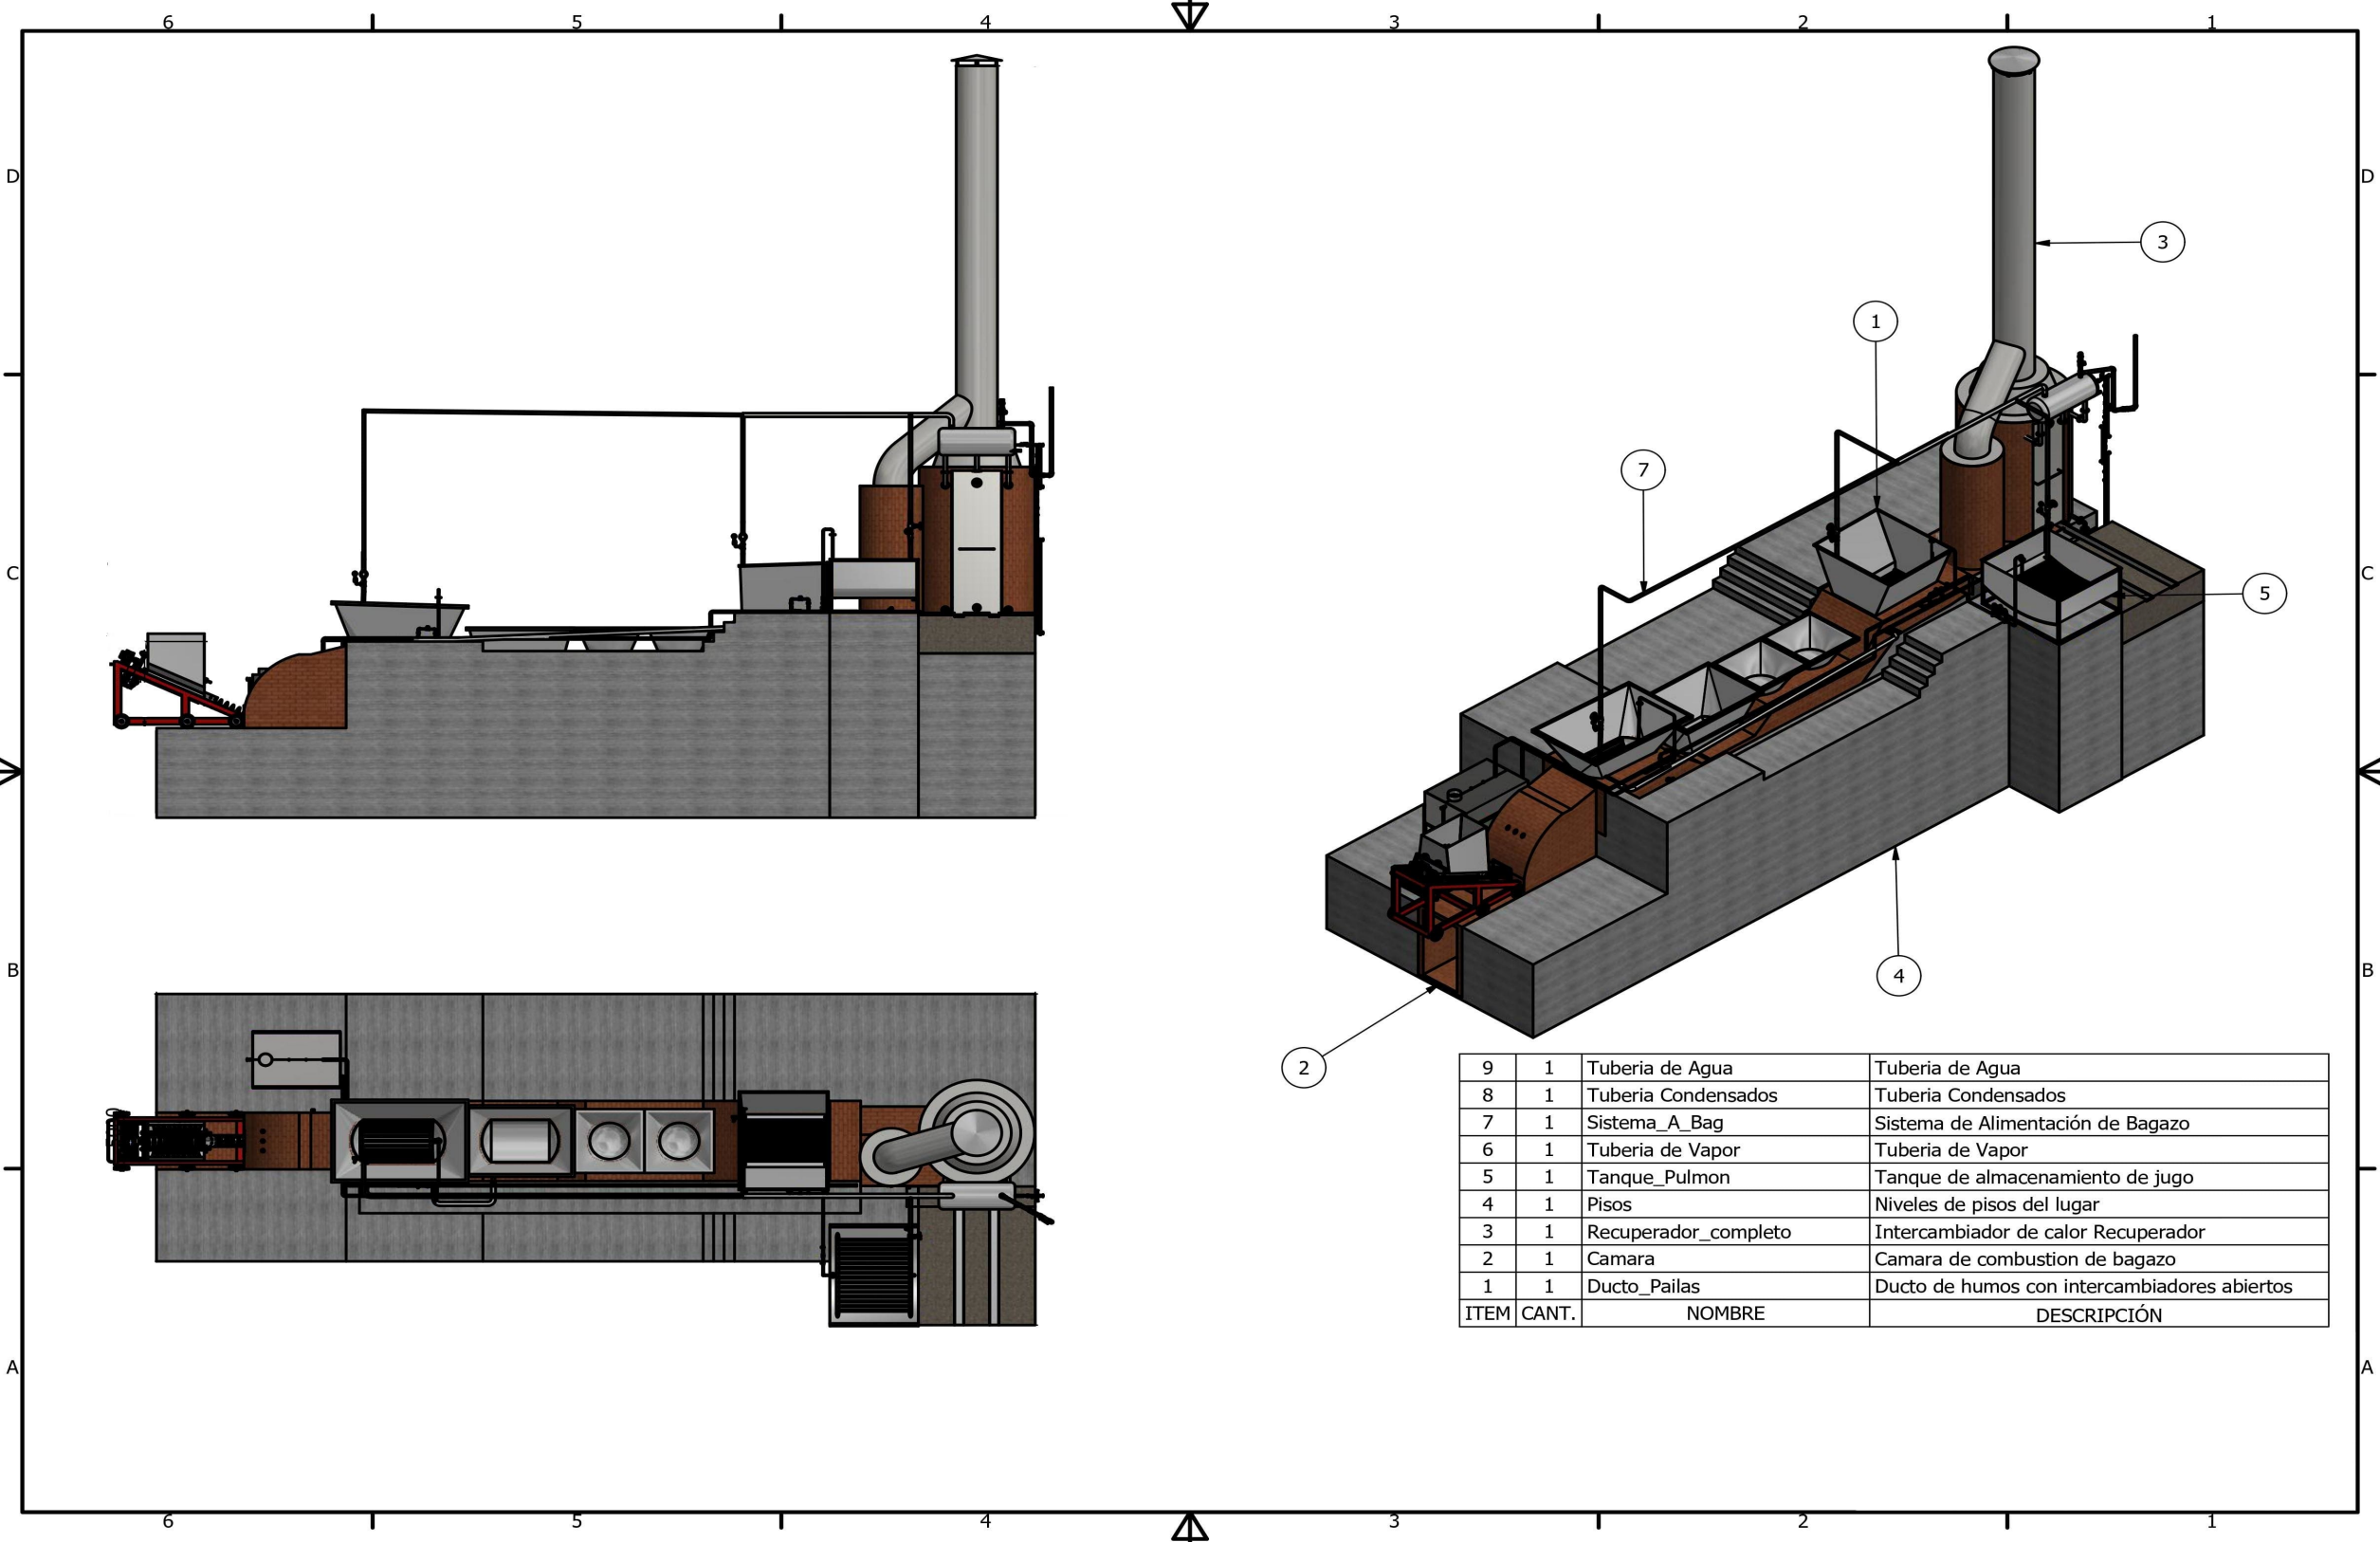 6 5 4 3 2 1
D D
3
1
7
C C
5
B B
4
2
9 1 Tuberia de Agua Tuberia de Agua
8 1 Tuberia Condensados Tuberia Condensados
7 1 Sistema_A_Bag Sistema de Alimentación de Bagazo
6 1 Tuberia de Vapor Tuberia de Vapor
5 1 Tanque_Pulmon Tanque de almacenamiento de jugo
4 1 Pisos Niveles de pisos del lugar
3 1 Recuperador_completo Intercambiador de calor Recuperador
2 1 Camara Camara de combustion de bagazo
1 1 Ducto_Pailas Ducto de humos con intercambiadores abiertos
ITEM CANT. NOMBRE DESCRIPCIÓN
A A
6 5 4 3 2 1